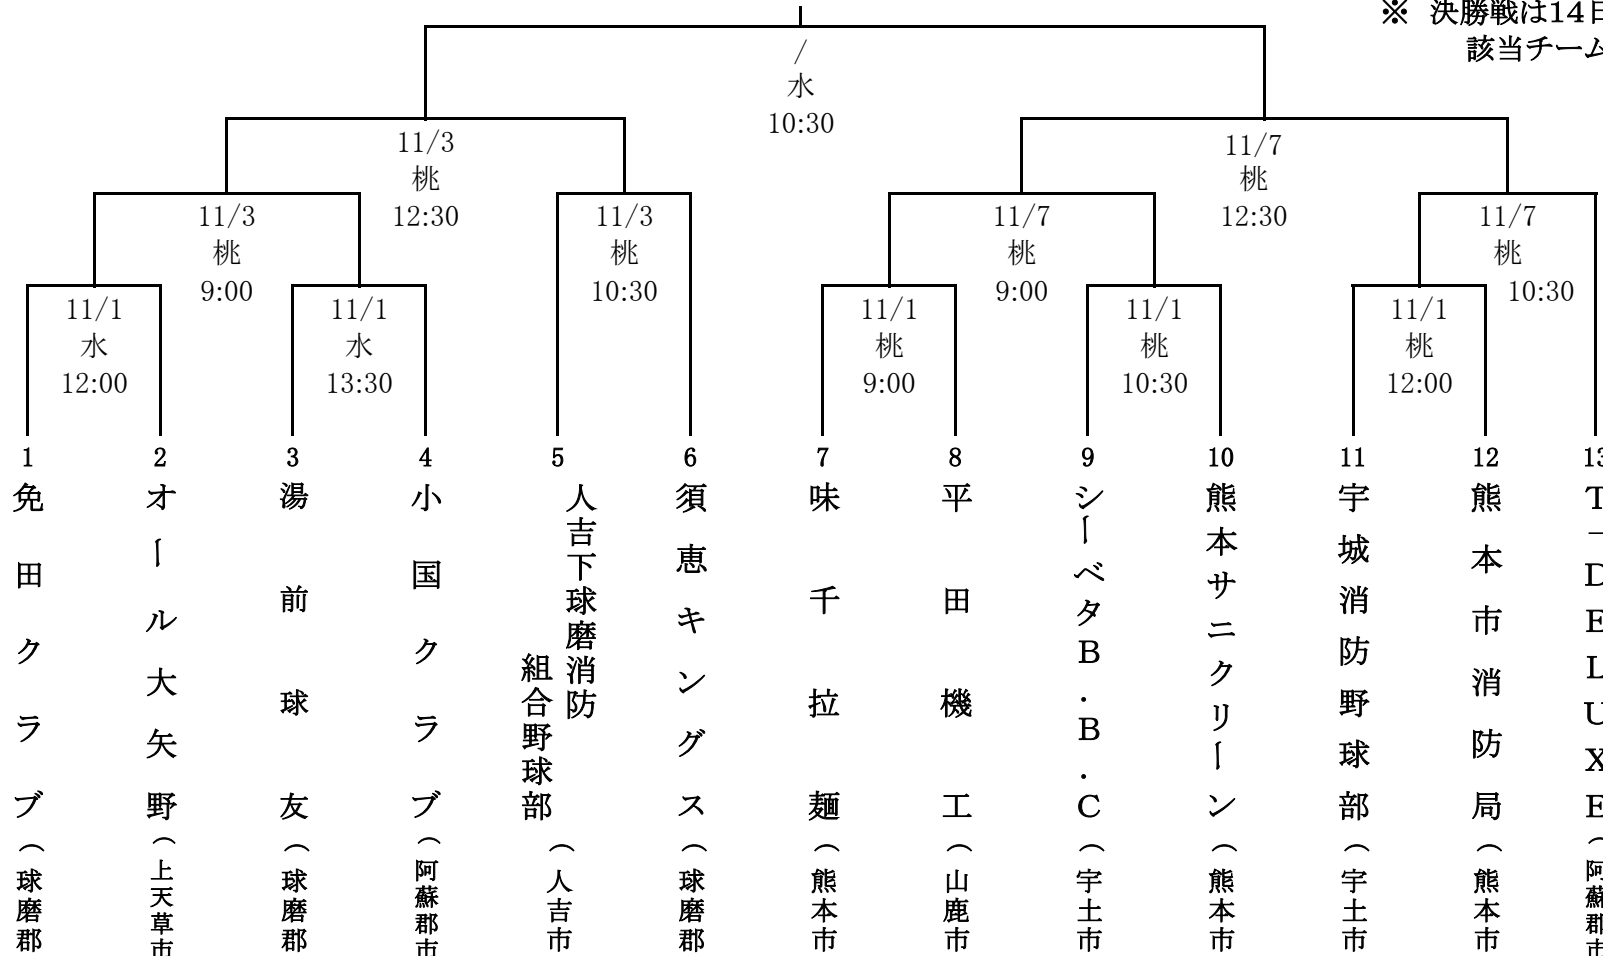 ※ 決勝戦は14日
該当チーム
/
水
10:30
11/3
桃
12:30
11/7
桃
12:30
11/3
桃
9:00
11/3
桃
10:30
11/7
桃
9:00
11/7
桃
10:30
11/1
水
12:00
11/1
水
13:30
11/1
桃
9:00
11/1
桃
10:30
11/1
桃
12:00
1
免田クラブ(球磨郡
2
オール大矢野(上天草市
3
湯前球友(球磨郡
4
小国クラブ(阿蘇郡市
5
人吉下球磨消防
組合野球部(人吉市
6
須恵キングス(球磨郡
7
味千拉麺(熊本市
8
平田機工(山鹿市
9
シーベタB.B.C(宇土市
10
熊本サニクリーン(熊本市
11
宇城消防野球部(宇土市
12
熊本市消防局(熊本市
13
T-DELUXE(阿蘇郡市